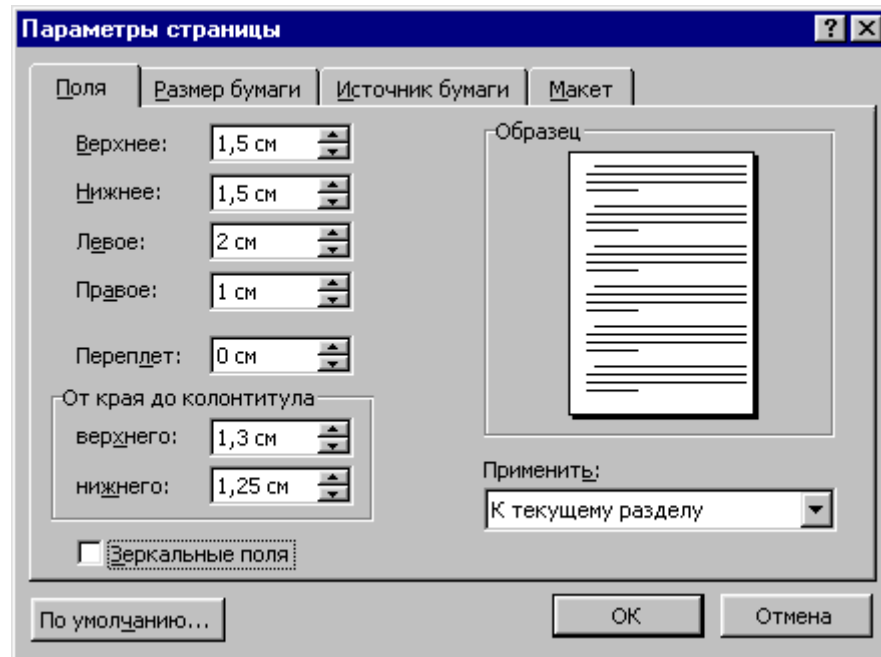 Параметры страницы
Поля Размер бумаги Источник бумаги Макет
Верхнее: 1,5 см
Нижнее: 1,5 см
Левое: 2 см
Правое: 1 см
Переплет: 0 см
От края до колонтитула
верхнего: 1,3 см
нижнего: 1,25 см
Зеркальные поля
Образец
Применить:
К текущему разделу
По умолчанию... ОК Отмена